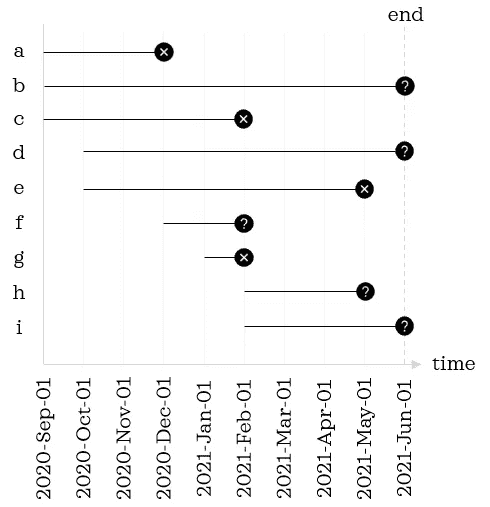 end
a
b
?
c
d
?
e
f
?
g
h
?
i
?
time
2020-Sep-01
2020-Oct-01
2020-Nov-01
2020-Dec-01
2021-Jan-01
2021-Feb-01
2021-Mar-01
2021-Apr-01
2021-May-01
2021-Jun-01